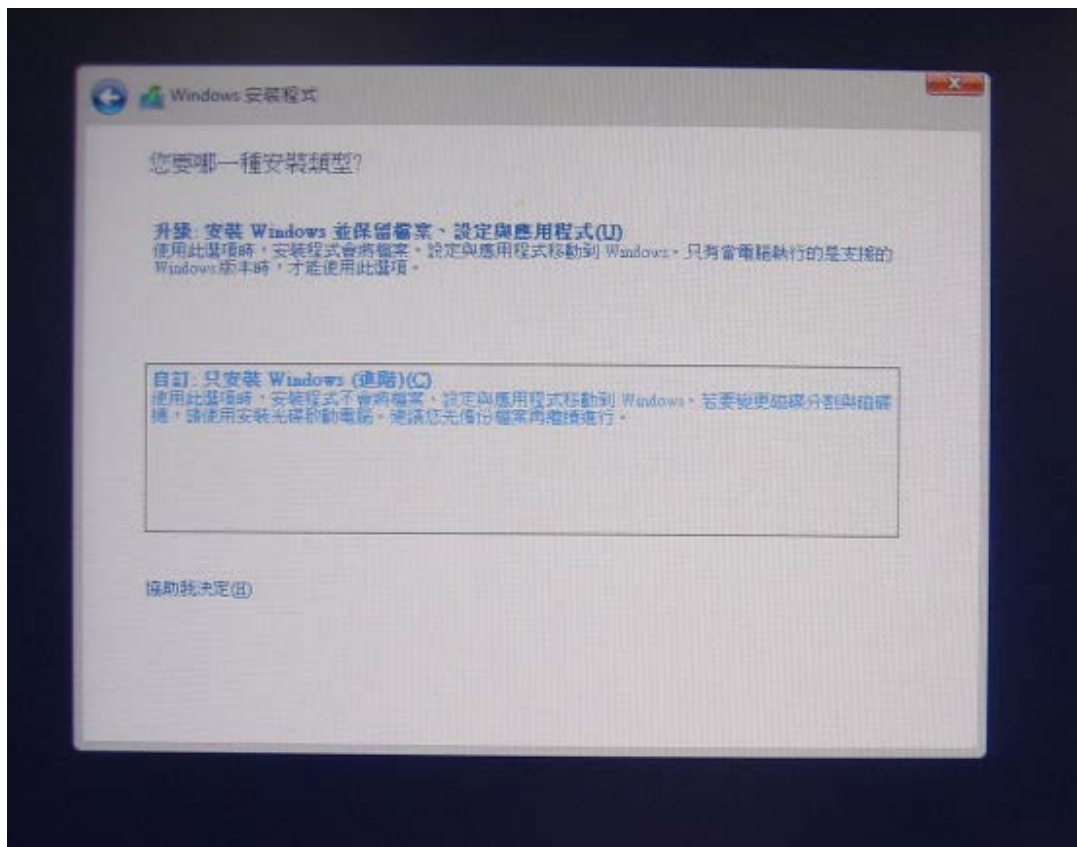 Windows 安裝程式
您要哪一種安裝類型?
升級: 安裝 Windows 並保留檔案、設定與應用程式(U)
使用此選項時，安裝程式會將檔案、設定與應用程式移動到 Windows。只有當電腦執行的是支援的
Windows 版本時，才能使用此選項。
自訂: 只安裝 Windows (進階)(C)
使用此選項時，安裝程式不會將檔案、設定與應用程式移動到 Windows。若要變更磁碟分割與磁碟
機，請使用安裝光碟啟動電腦。建議您先備份檔案再繼續進行。
協助我決定(H)